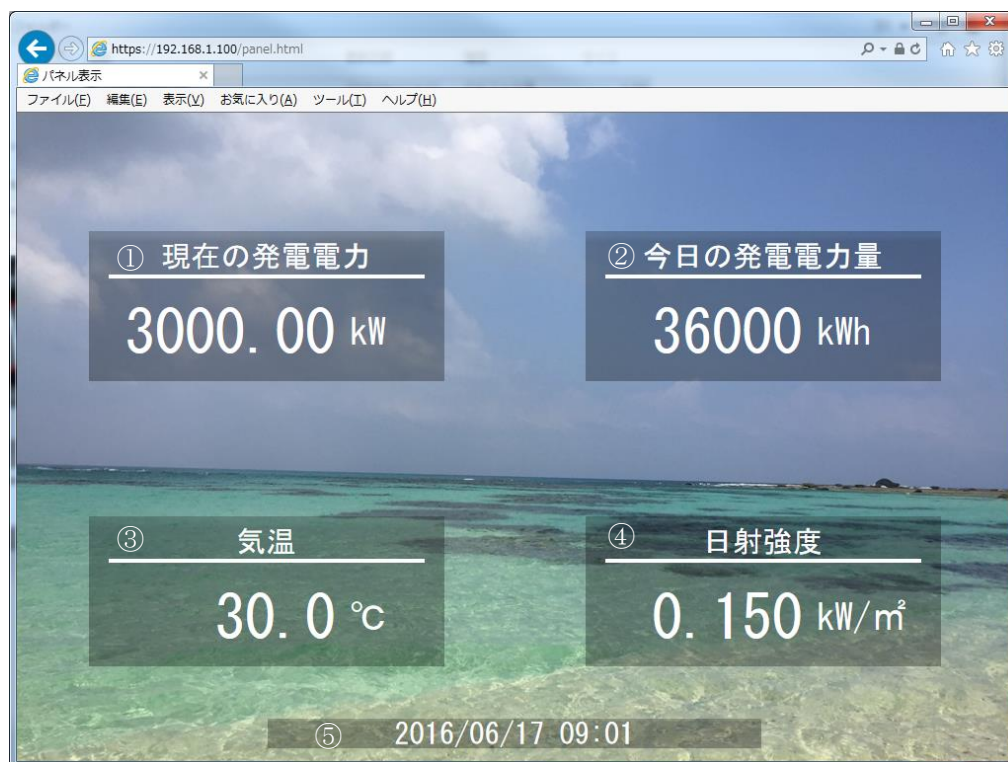 https://192.168.1.100/panel.html
パネル表示
ファイル(F) 編集(E) 表示(V) お気に入り(A) ツール(T) ヘルプ(H)
① 現在の発電電力
3000.00 kW
② 今日の発電電力量
36000 kWh
③ 気温
30.0 ℃
④ 日射強度
0.150 kW/㎡
⑤ 2016/06/17 09:01